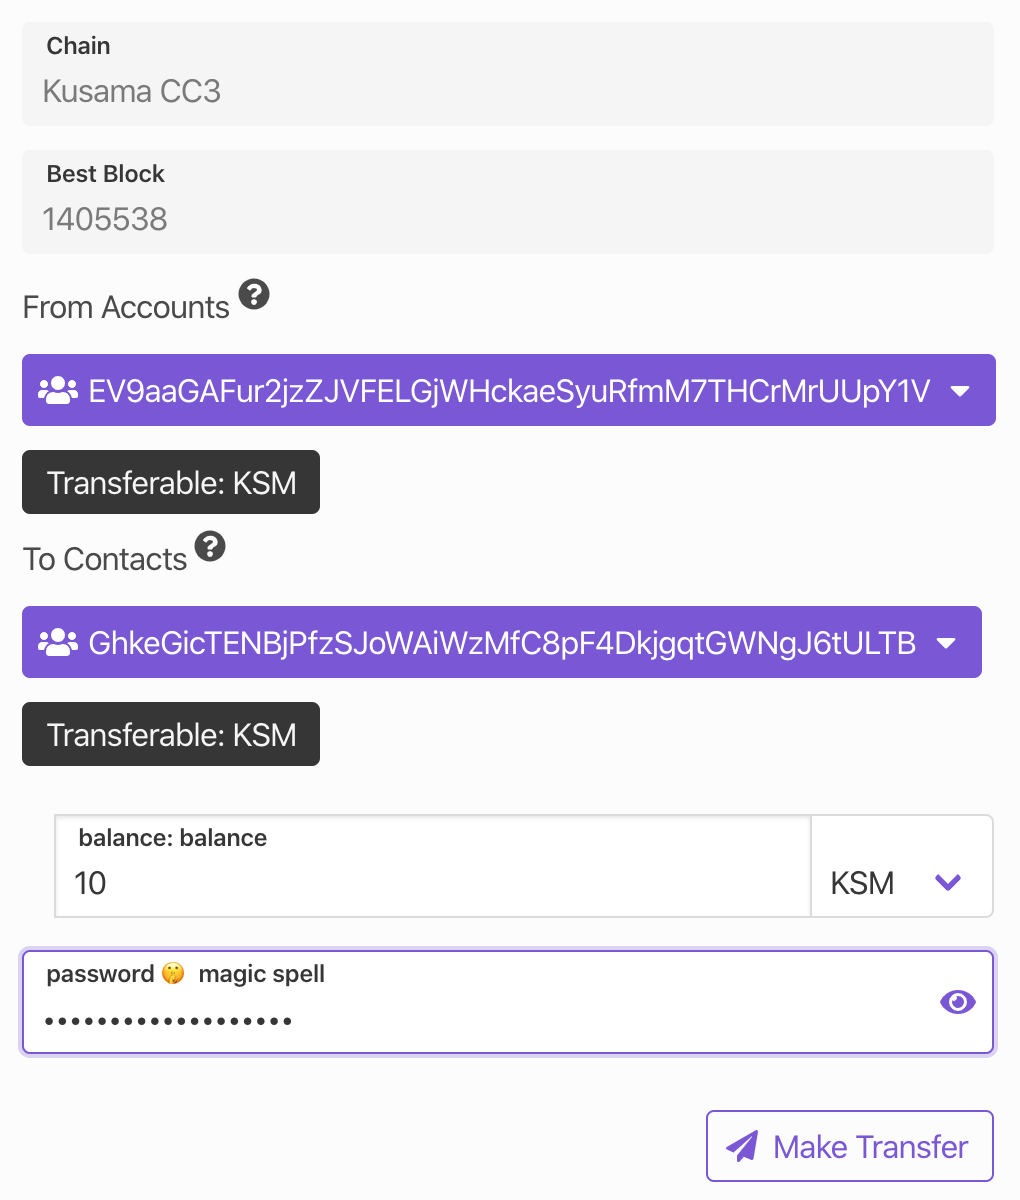 Chain
Kusama CC3
Best Block
1405538
From Accounts ?
EV9aaGAFur2jzZJVFELGjWHckaeSyuRfmM7THCrMrUUpY1V
Transferable: KSM
To Contacts ?
GhkeGicTENBjPfzSJoWAiWzMfC8pF4DkjgqtGWNgJ6tULTB
Transferable: KSM
balance: balance
10 KSM
password 🤫 magic spell
•••••••••••••••••••
Make Transfer